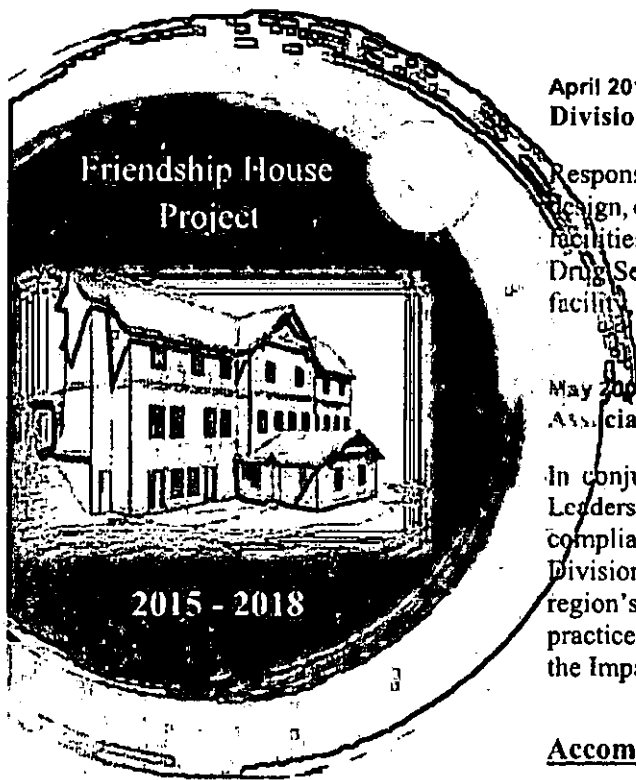 Friendship House
Project
2015 - 2018
April 201
Divisio
Respons
design,
facilitie
Drug Se
facility
May 200
Associa
In conju
Leaders
complia
Division
region's
practice
the Impa
Accom